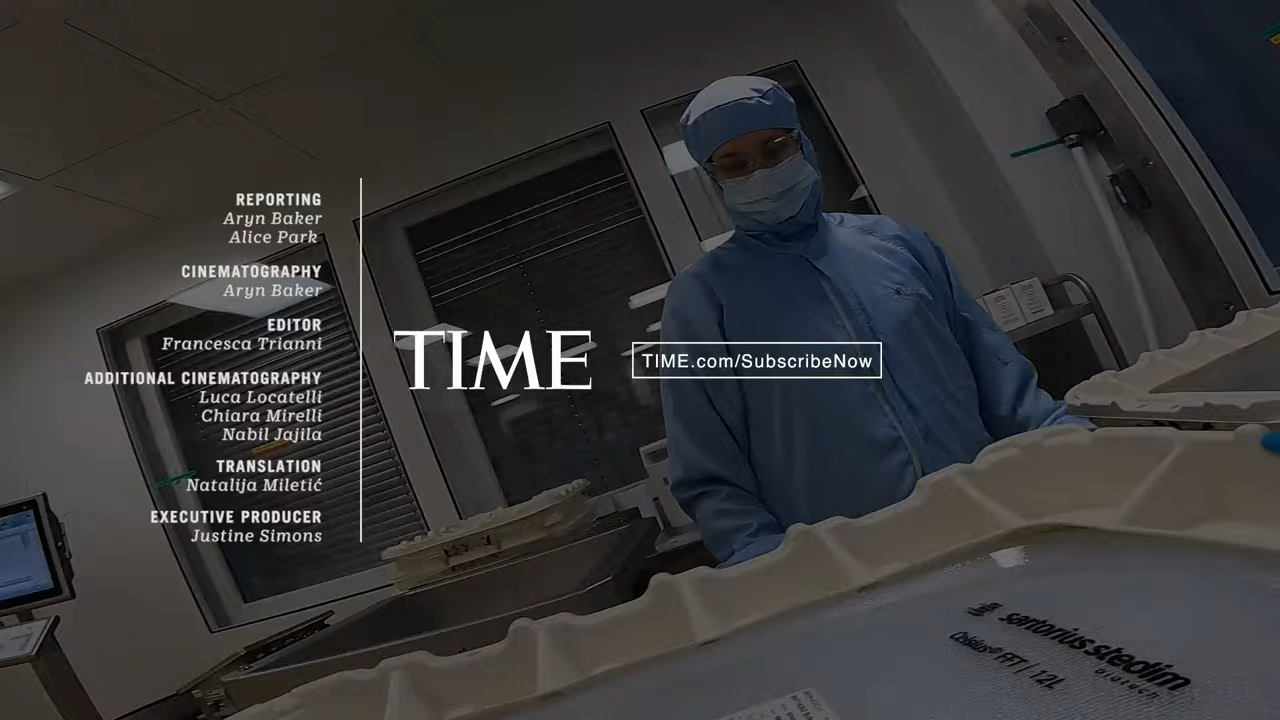 REPORTING
Aryn Baker
Alice Park
CINEMATOGRAPHY
Aryn Baker
EDITOR
Francesca Trianni
ADDITIONAL CINEMATOGRAPHY
Luca Locatelli
Chiara Mirelli
Nabil Jajila
TRANSLATION
Natalija Miletić
EXECUTIVE PRODUCER
Justine Simons
TIME
TIME.com/SubscribeNow
sartorius stedim
biotech
Celsius® FFT | 12L